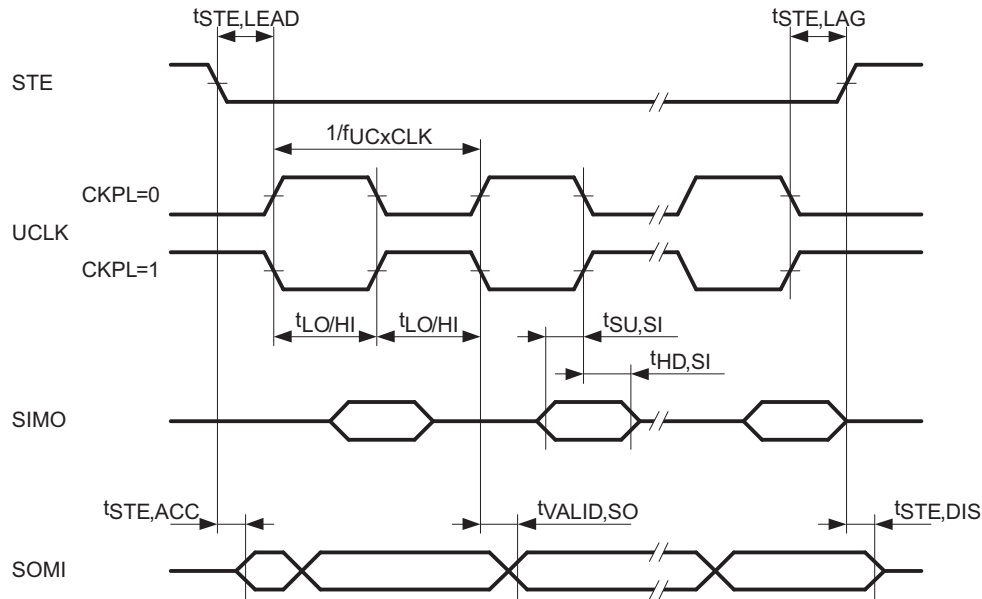 tSTE,LEAD
tSTE,LAG
STE
1/fUCxCLK
CKPL=0
UCLK
CKPL=1
tLO/HI tLO/HI
tSU,SI
tHD,SI
SIMO
tSTE,ACC
tVALID,SO
tSTE,DIS
SOMI